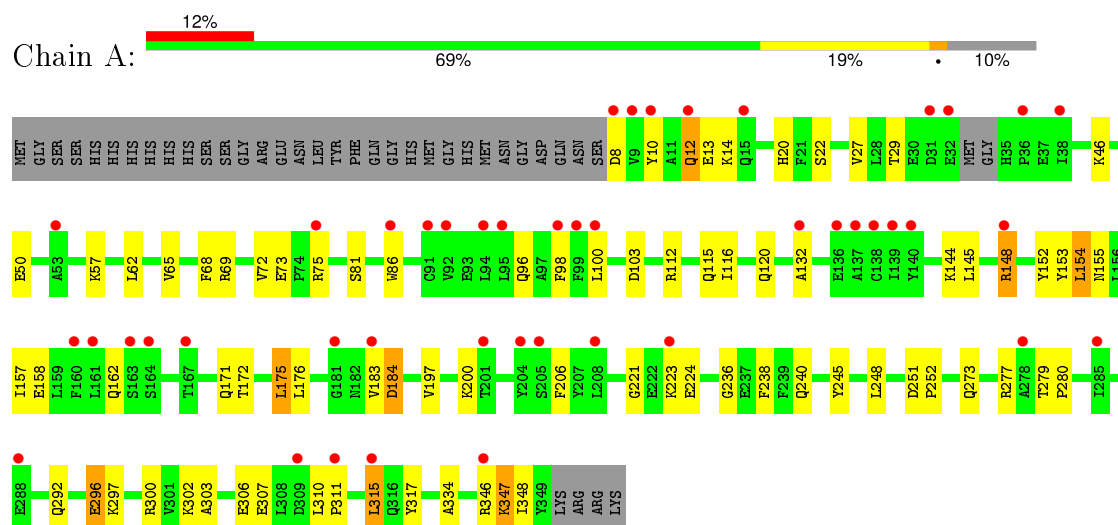 12%
Chain A:
69% 19% • 10%
MET GLY SER SER HIS HIS HIS HIS HIS HIS HIS SER SER GLY ARG GLU ASN LEU TYR PHE GLN GLY HIS MET GLY HIS MET ASN GLY ASP GLN ASN SER D8 V9 Y10 A11 Q12 E13 K14 Q15 H20 F21 S22 V27 L28 T29 E30 D31 E32 MET GLY H35 P36 E37 I38 K46
E50 A53 K57 L62 V65 F68 R69 V72 E73 F74 R75 S81 W86 C91 V92 E93 L94 L95 Q96 A97 F98 F99 L100 D103 R112 Q115 I116 Q120 A132 E136 A137 C138 I139 Y140 K144 L145 R148 Y152 Y153 L154 N155 I156
I157 E158 L159 F160 L161 Q162 S163 S164 T167 Q171 T172 L175 L176 G181 N182 V183 D184 V197 K200 T201 Y204 S205 F206 Y207 L208 G221 E222 K223 E224 G236 E237 F238 F239 Q240 Y245 L248 D251 P252 Q273 R277 A278 T279 P280 I285
E288 Q292 E296 K297 R300 V301 K302 A303 E306 E307 L308 D309 L310 P311 L315 Q316 Y317 A334 R346 K347 I348 Y349 LYS ARG ARG LYS